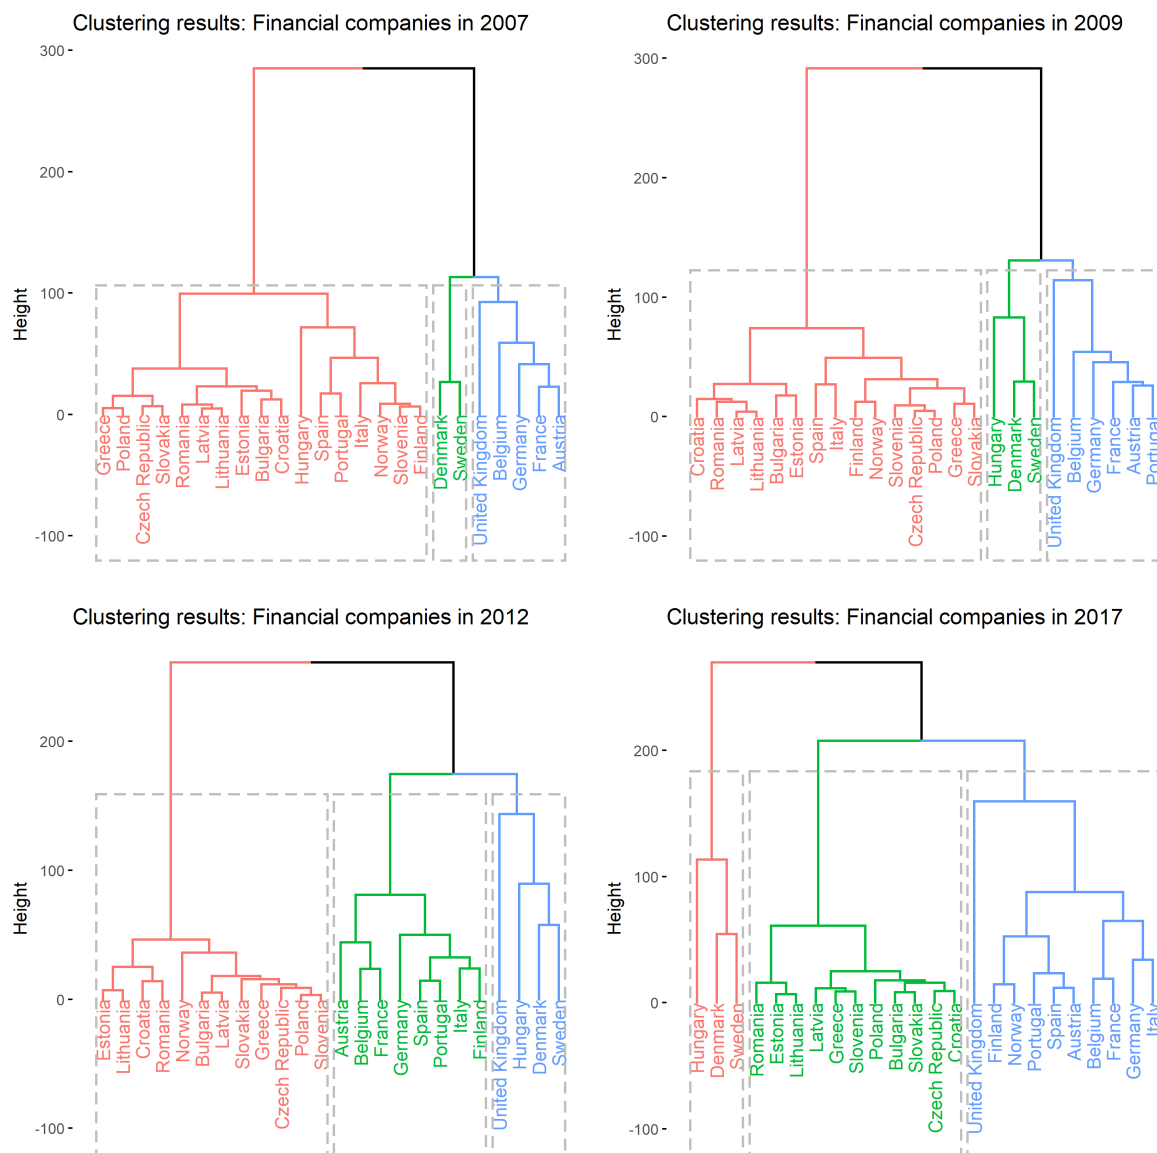 Clustering results: Financial companies in 2007
Height
300
200
100
0
-100
Greece
Poland
Czech Republic
Slovakia
Romania
Latvia
Lithuania
Estonia
Bulgaria
Croatia
Hungary
Spain
Portugal
Italy
Norway
Slovenia
Finland
Denmark
Sweden
United Kingdom
Belgium
Germany
France
Austria
Clustering results: Financial companies in 2009
Height
300
200
100
0
-100
Croatia
Romania
Latvia
Lithuania
Bulgaria
Estonia
Spain
Italy
Finland
Norway
Slovenia
Czech Republic
Poland
Greece
Slovakia
Hungary
Denmark
Sweden
United Kingdom
Belgium
Germany
France
Austria
Portugal
Clustering results: Financial companies in 2012
Height
200
100
0
-100
Estonia
Lithuania
Croatia
Romania
Norway
Bulgaria
Latvia
Slovakia
Greece
Czech Republic
Poland
Slovenia
Austria
Belgium
France
Germany
Spain
Portugal
Italy
Finland
United Kingdom
Hungary
Denmark
Sweden
Clustering results: Financial companies in 2017
Height
200
100
0
-100
Hungary
Denmark
Sweden
Romania
Estonia
Lithuania
Latvia
Greece
Slovenia
Poland
Bulgaria
Slovakia
Czech Republic
Croatia
United Kingdom
Finland
Norway
Portugal
Spain
Austria
Belgium
France
Germany
Italy